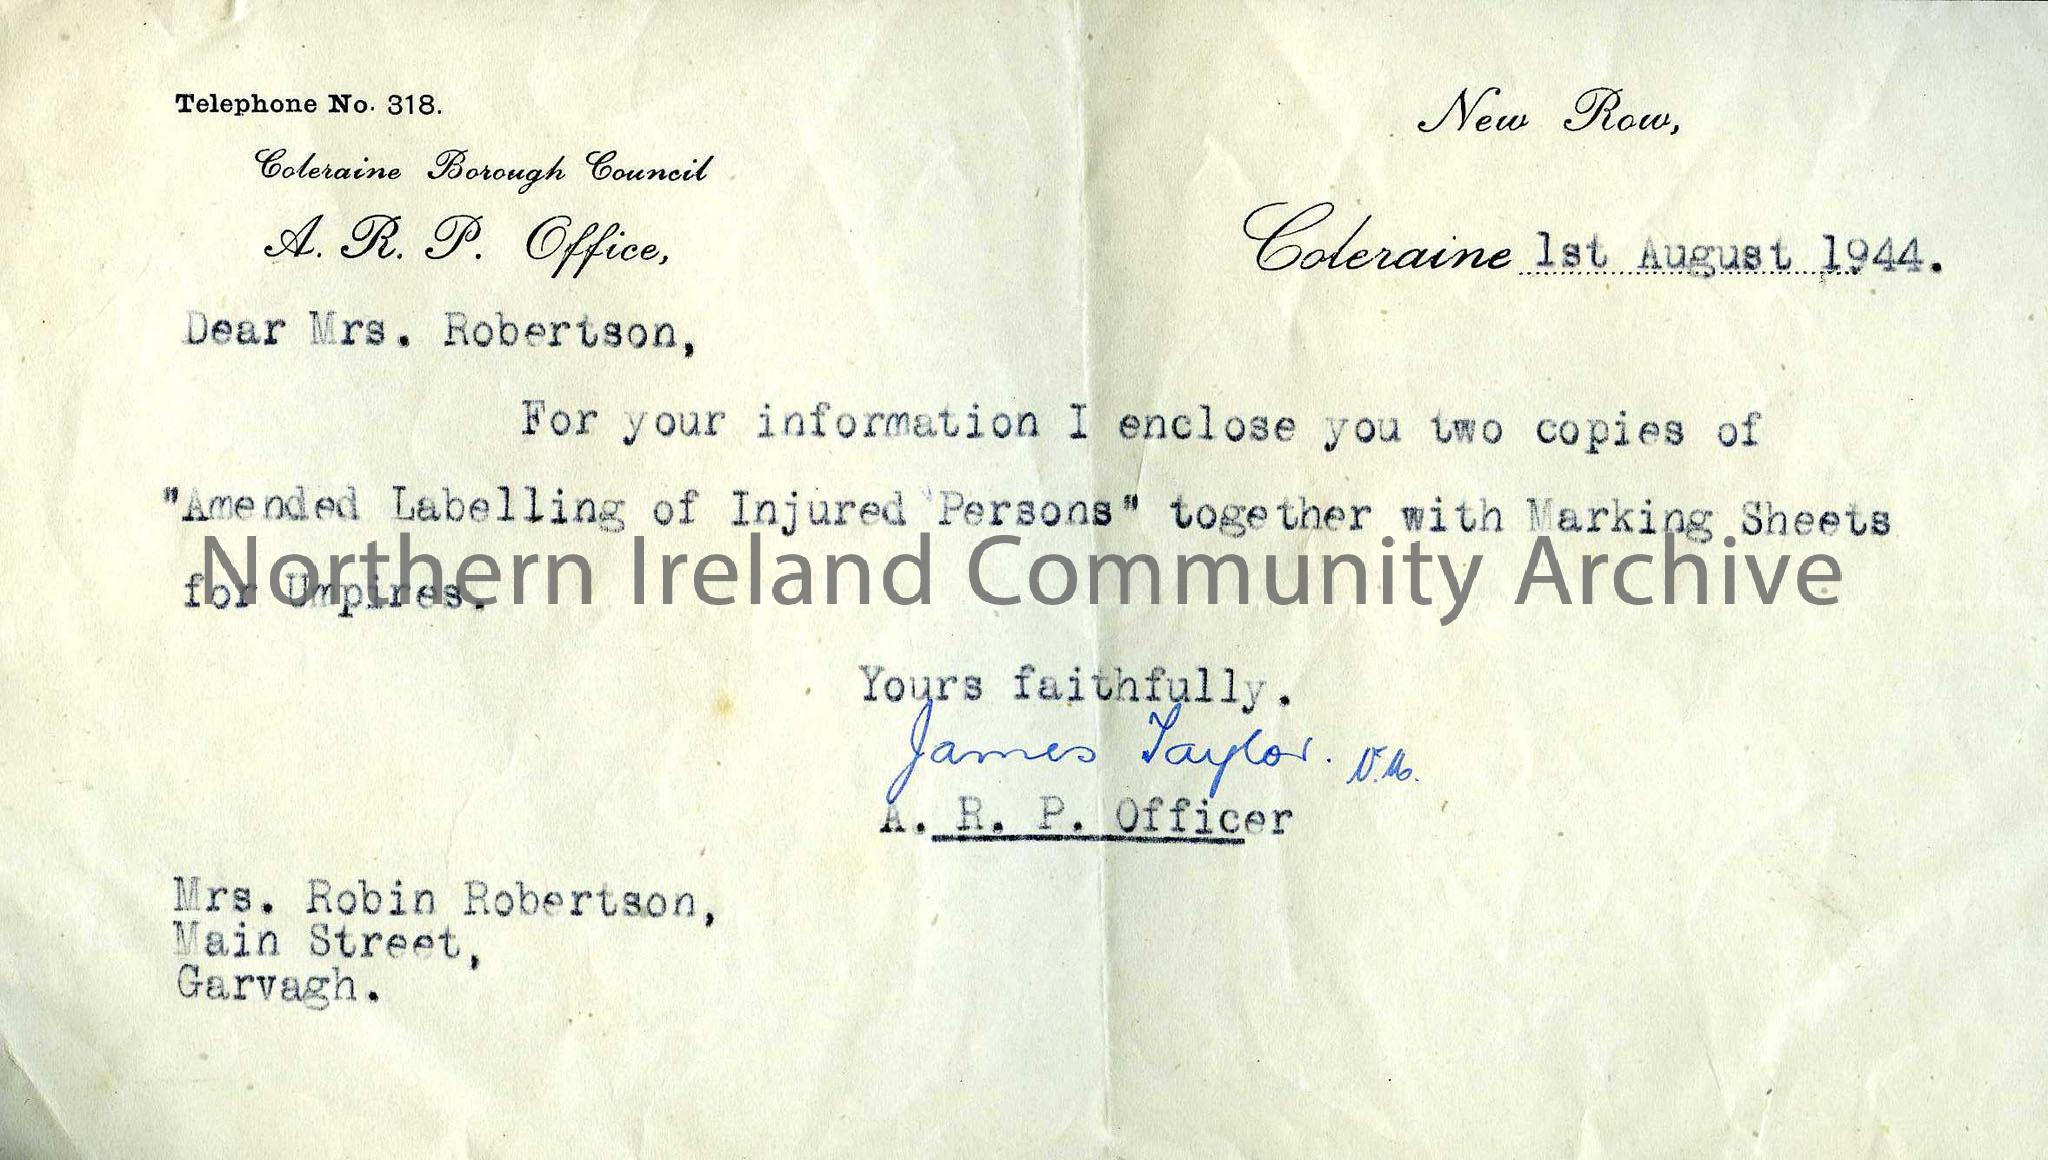 Telephone No. 318.
Coleraine Borough Council
A. R. P. Office,
New Row,
Coleraine 1st August 1944.
Dear Mrs. Robertson,
For your information I enclose you two copies of
"Amended Labelling of Injured Persons" together with Marking Sheets
for Umpires.
Northern Ireland Community Archive
Yours faithfully.
James Taylor.
A. R. P. Officer
Mrs. Robin Robertson,
Main Street,
Garvagh.